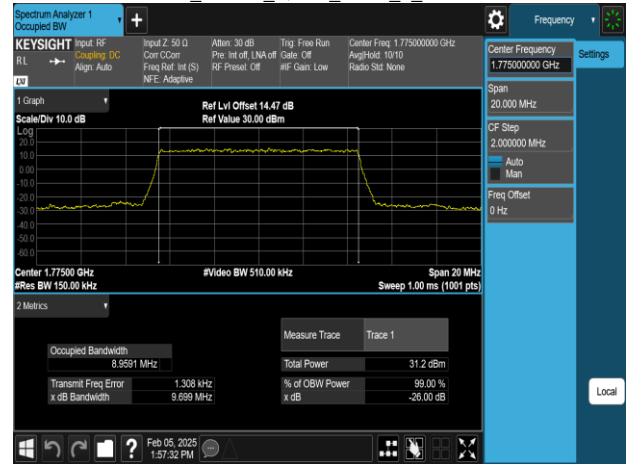 Spectrum Analyzer 1
Occupied BW
+
Frequency
KEYSIGHT
Input: RF
Coupling: DC
Align: Auto
Input Z: 50 Ω
Corr CCorr
Freq Ref: Int (S)
NFE: Adaptive
Atten: 30 dB
Pre: Int off, LNA off
RF Presel: Off
Trig: Free Run
Gate: Off
#IF Gain: Low
Center Freq: 1.775000000 GHz
Avg|Hold: 10/10
Radio Std: None
RL
LXI
Center Frequency
1.775000000 GHz
Settings
Span
20.000 MHz
CF Step
2.000000 MHz
Auto
Man
Freq Offset
0 Hz
1 Graph
Scale/Div 10.0 dB
Ref Lvl Offset 14.47 dB
Ref Value 30.00 dBm
Log
20.0
10.0
0.00
-10.0
-20.0
-30.0
-40.0
-50.0
-60.0
Center 1.77500 GHz
#Res BW 150.00 kHz
#Video BW 510.00 kHz
Span 20 MHz
Sweep 1.00 ms (1001 pts)
2 Metrics
Measure Trace
Trace 1
Occupied Bandwidth
8.9591 MHz
Total Power
31.2 dBm
Transmit Freq Error
1.308 kHz
% of OBW Power
99.00 %
x dB Bandwidth
9.699 MHz
x dB
-26.00 dB
Local
?
Feb 05, 2025
1:57:32 PM